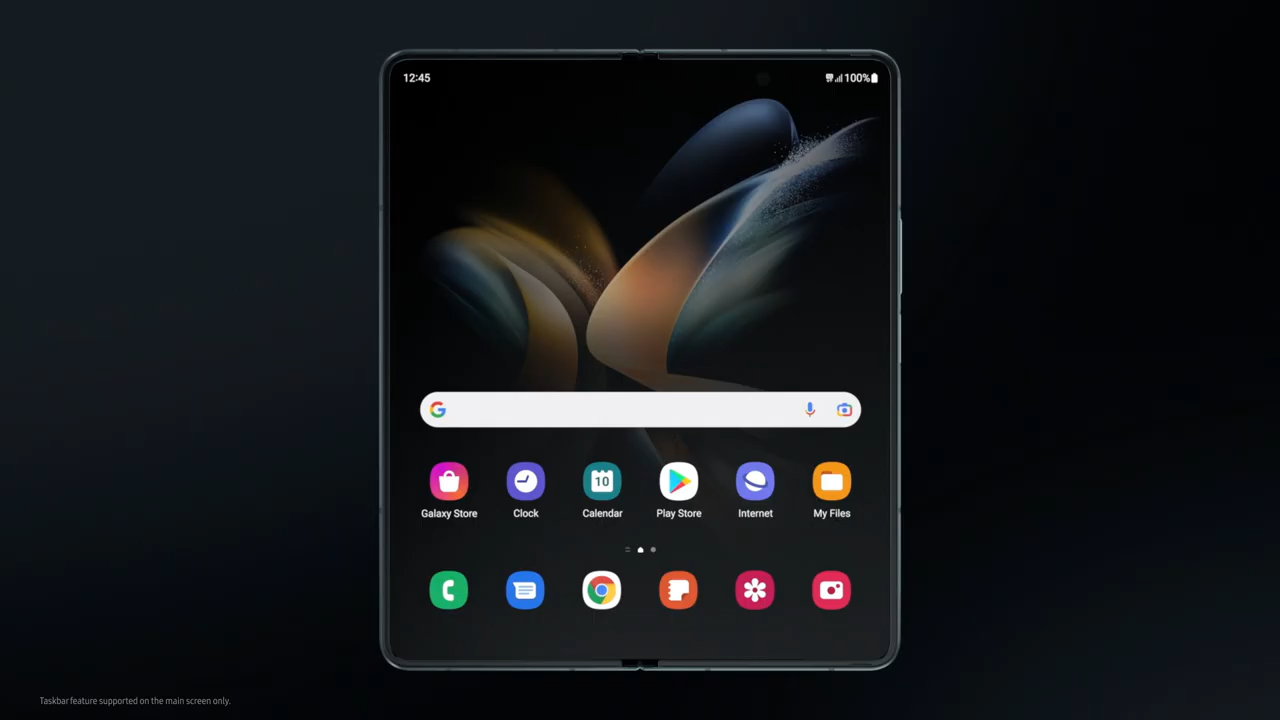 12:45
100%
Galaxy Store
Clock
10
Calendar
Play Store
Internet
My Files
Taskbar feature supported on the main screen only.